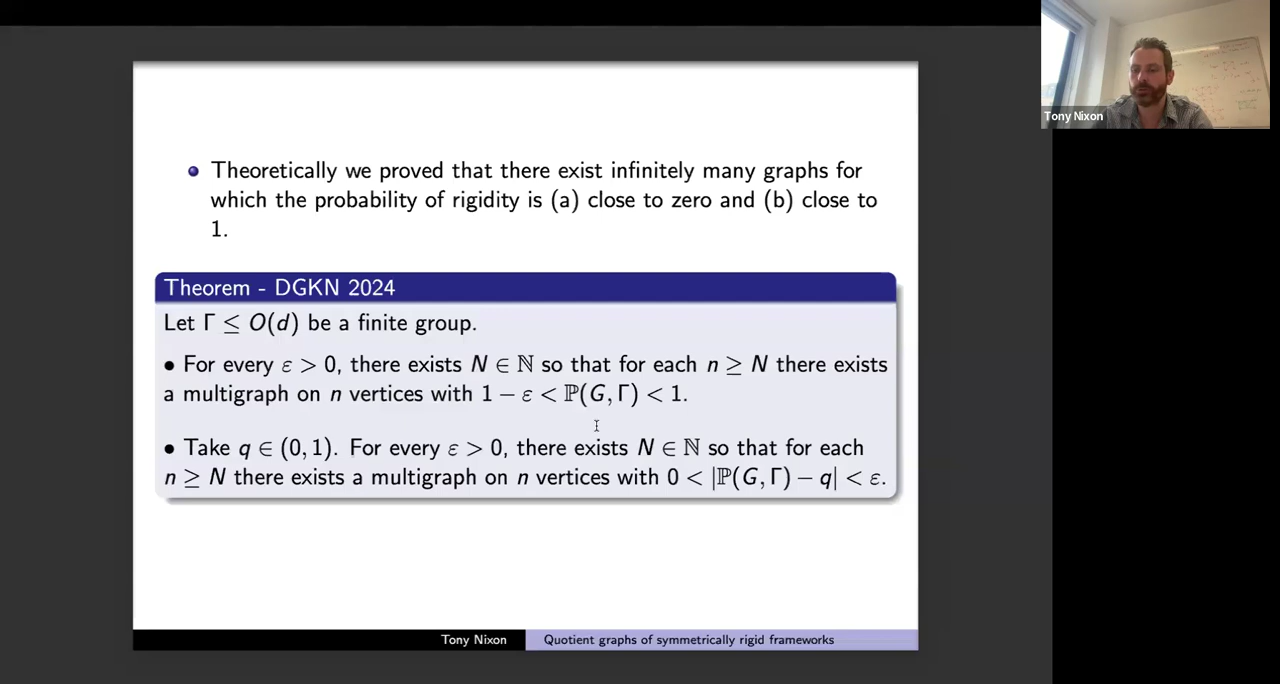 Tony Nixon
Theoretically we proved that there exist infinitely many graphs for
which the probability of rigidity is (a) close to zero and (b) close to
1.
Theorem - DGKN 2024
Let Γ ≤ O(d) be a finite group.
• For every ε > 0, there exists N ∈ ℕ so that for each n ≥ N there exists
a multigraph on n vertices with 1 − ε < ℙ(G, Γ) < 1.
• Take q ∈ (0, 1). For every ε > 0, there exists N ∈ ℕ so that for each
n ≥ N there exists a multigraph on n vertices with 0 < |ℙ(G, Γ) − q| < ε.
Tony Nixon
Quotient graphs of symmetrically rigid frameworks